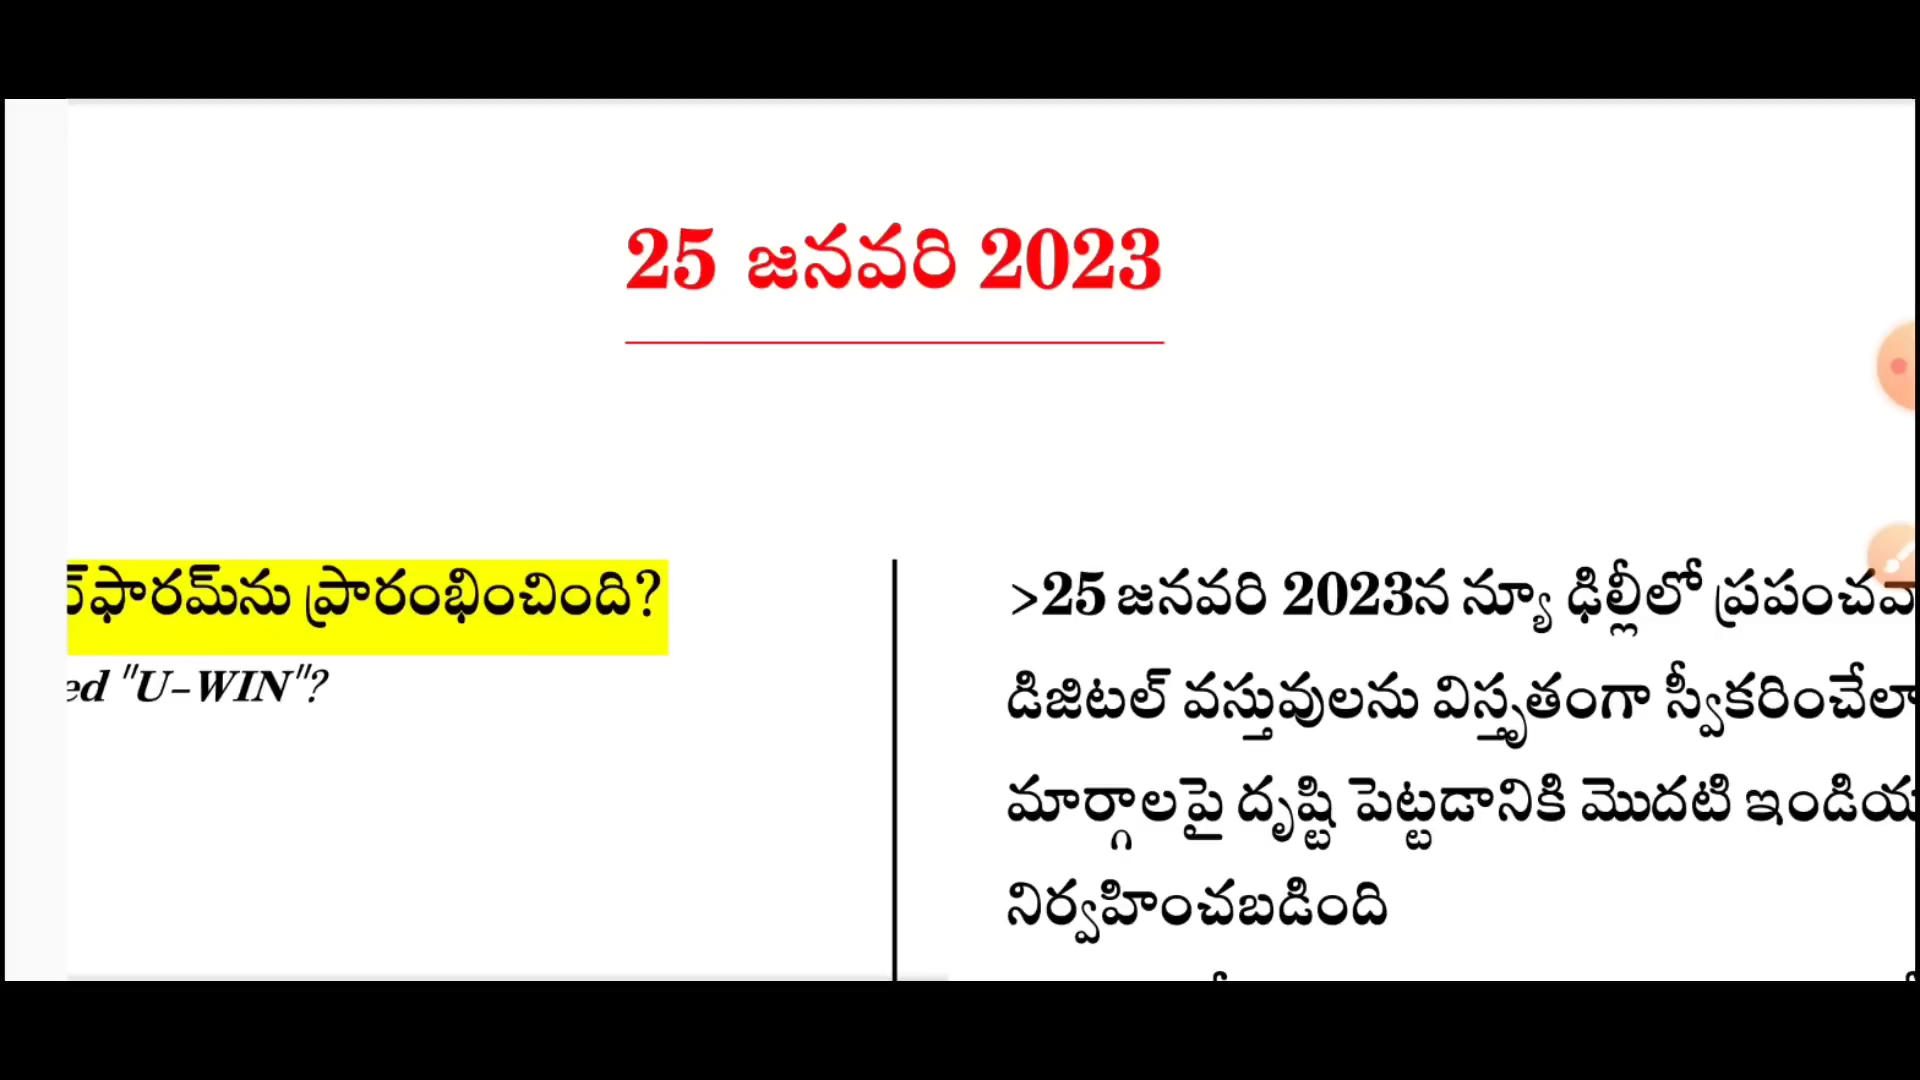 25 జనవరి 2023
ఫారమ్‌ను ప్రారంభించింది?
ed "U-WIN"?
>25 జనవరి 2023న న్యూ ఢిల్లీలో ప్రపంచవ
డిజిటల్ వస్తువులను విస్తృతంగా స్వీకరించేలా
మార్గాలపై దృష్టి పెట్టడానికి మొదటి ఇండియ
నిర్వహించబడింది